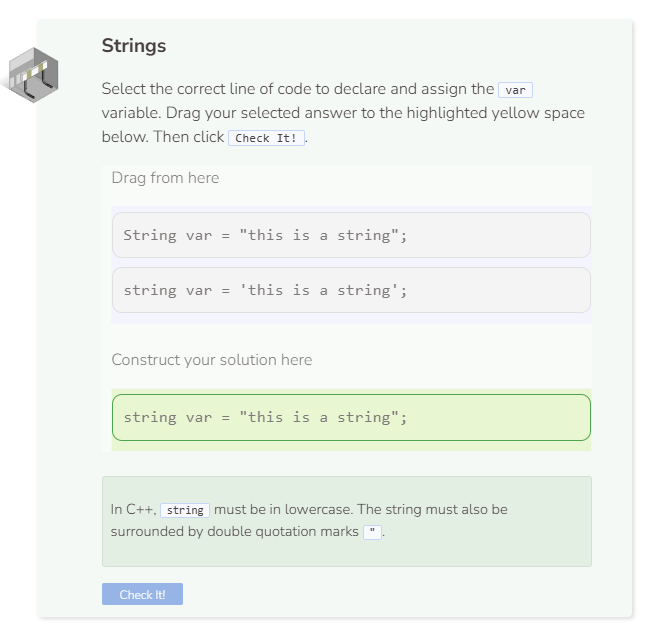 Strings
Select the correct line of code to declare and assign the var
variable. Drag your selected answer to the highlighted yellow space
below. Then click Check It! .
Drag from here
String var = "this is a string";
string var = 'this is a string';
Construct your solution here
string var = "this is a string";
In C++, string must be in lowercase. The string must also be
surrounded by double quotation marks " .
Check It!